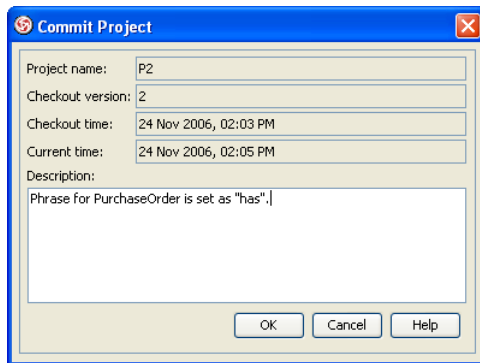 Commit Project
Project name: P2
Checkout version: 2
Checkout time: 24 Nov 2006, 02:03 PM
Current time: 24 Nov 2006, 02:05 PM
Description:
Phrase for PurchaseOrder is set as "has".
OK Cancel Help